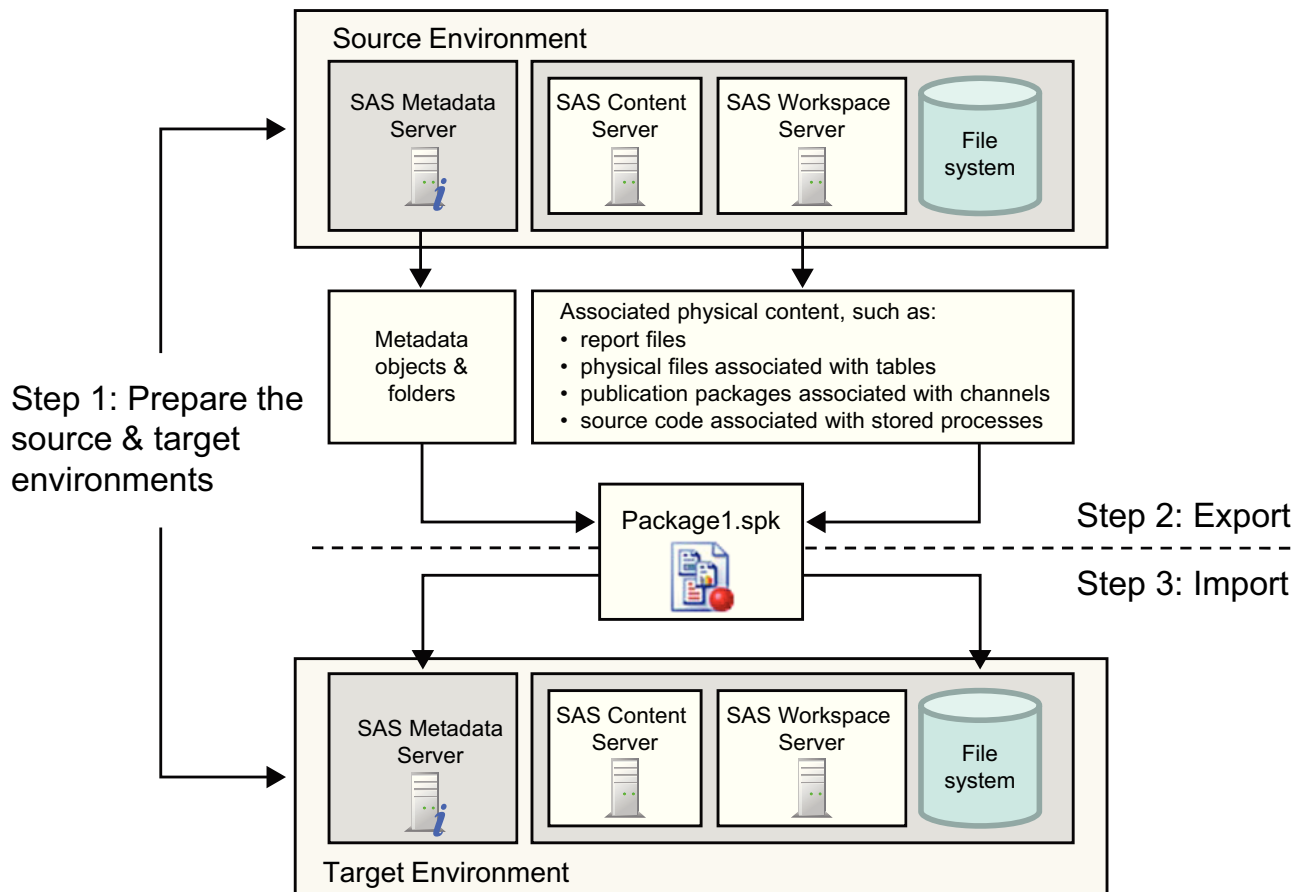 Source Environment
SAS Metadata
Server
SAS Content
Server
SAS Workspace
Server
File
system
Metadata
objects &
folders
Associated physical content, such as:
• report files
• physical files associated with tables
• publication packages associated with channels
• source code associated with stored processes
Step 1: Prepare the
source & target
environments
Package1.spk
Step 2: Export
Step 3: Import
SAS Metadata
Server
SAS Content
Server
SAS Workspace
Server
File
system
Target Environment